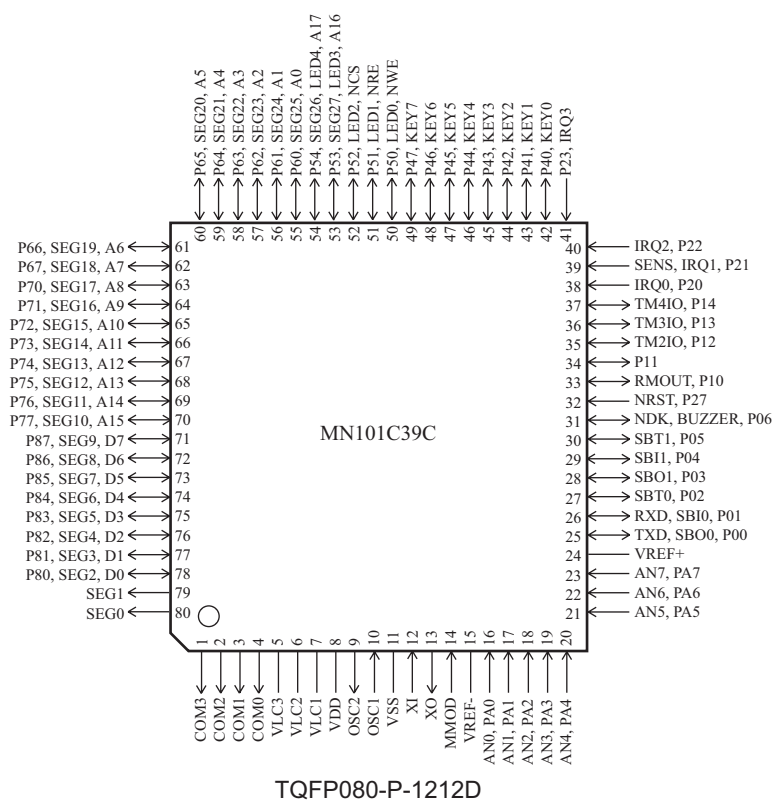 P65, SEG20, A5
P64, SEG21, A4
P63, SEG22, A3
P62, SEG23, A2
P61, SEG24, A1
P60, SEG25, A0
P54, SEG26, LED4, A17
P53, SEG27, LED3, A16
P52, LED2, NCS
P51, LED1, NRE
P50, LED0, NWE
P47, KEY7
P46, KEY6
P45, KEY5
P44, KEY4
P43, KEY3
P42, KEY2
P41, KEY1
P40, KEY0
P23, IRQ3
60
59
58
57
56
55
54
53
52
51
50
49
48
47
46
45
44
43
42
41
P66, SEG19, A6 61
P67, SEG18, A7 62
P70, SEG17, A8 63
P71, SEG16, A9 64
P72, SEG15, A10 65
P73, SEG14, A11 66
P74, SEG13, A12 67
P75, SEG12, A13 68
P76, SEG11, A14 69
P77, SEG10, A15 70
P87, SEG9, D7 71
P86, SEG8, D6 72
P85, SEG7, D5 73
P84, SEG6, D4 74
P83, SEG5, D3 75
P82, SEG4, D2 76
P81, SEG3, D1 77
P80, SEG2, D0 78
SEG1 79
SEG0 80
MN101C39C
40 IRQ2, P22
39 SENS, IRQ1, P21
38 IRQ0, P20
37 TM4IO, P14
36 TM3IO, P13
35 TM2IO, P12
34 P11
33 RMOUT, P10
32 NRST, P27
31 NDK, BUZZER, P06
30 SBT1, P05
29 SBI1, P04
28 SBO1, P03
27 SBT0, P02
26 RXD, SBI0, P01
25 TXD, SBO0, P00
24 VREF+
23 AN7, PA7
22 AN6, PA6
21 AN5, PA5
1
2
3
4
5
6
7
8
9
10
11
12
13
14
15
16
17
18
19
20
COM3
COM2
COM1
COM0
VLC3
VLC2
VLC1
VDD
OSC2
OSC1
VSS
XI
XO
MMOD
VREF-
AN0, PA0
AN1, PA1
AN2, PA2
AN3, PA3
AN4, PA4
TQFP080-P-1212D